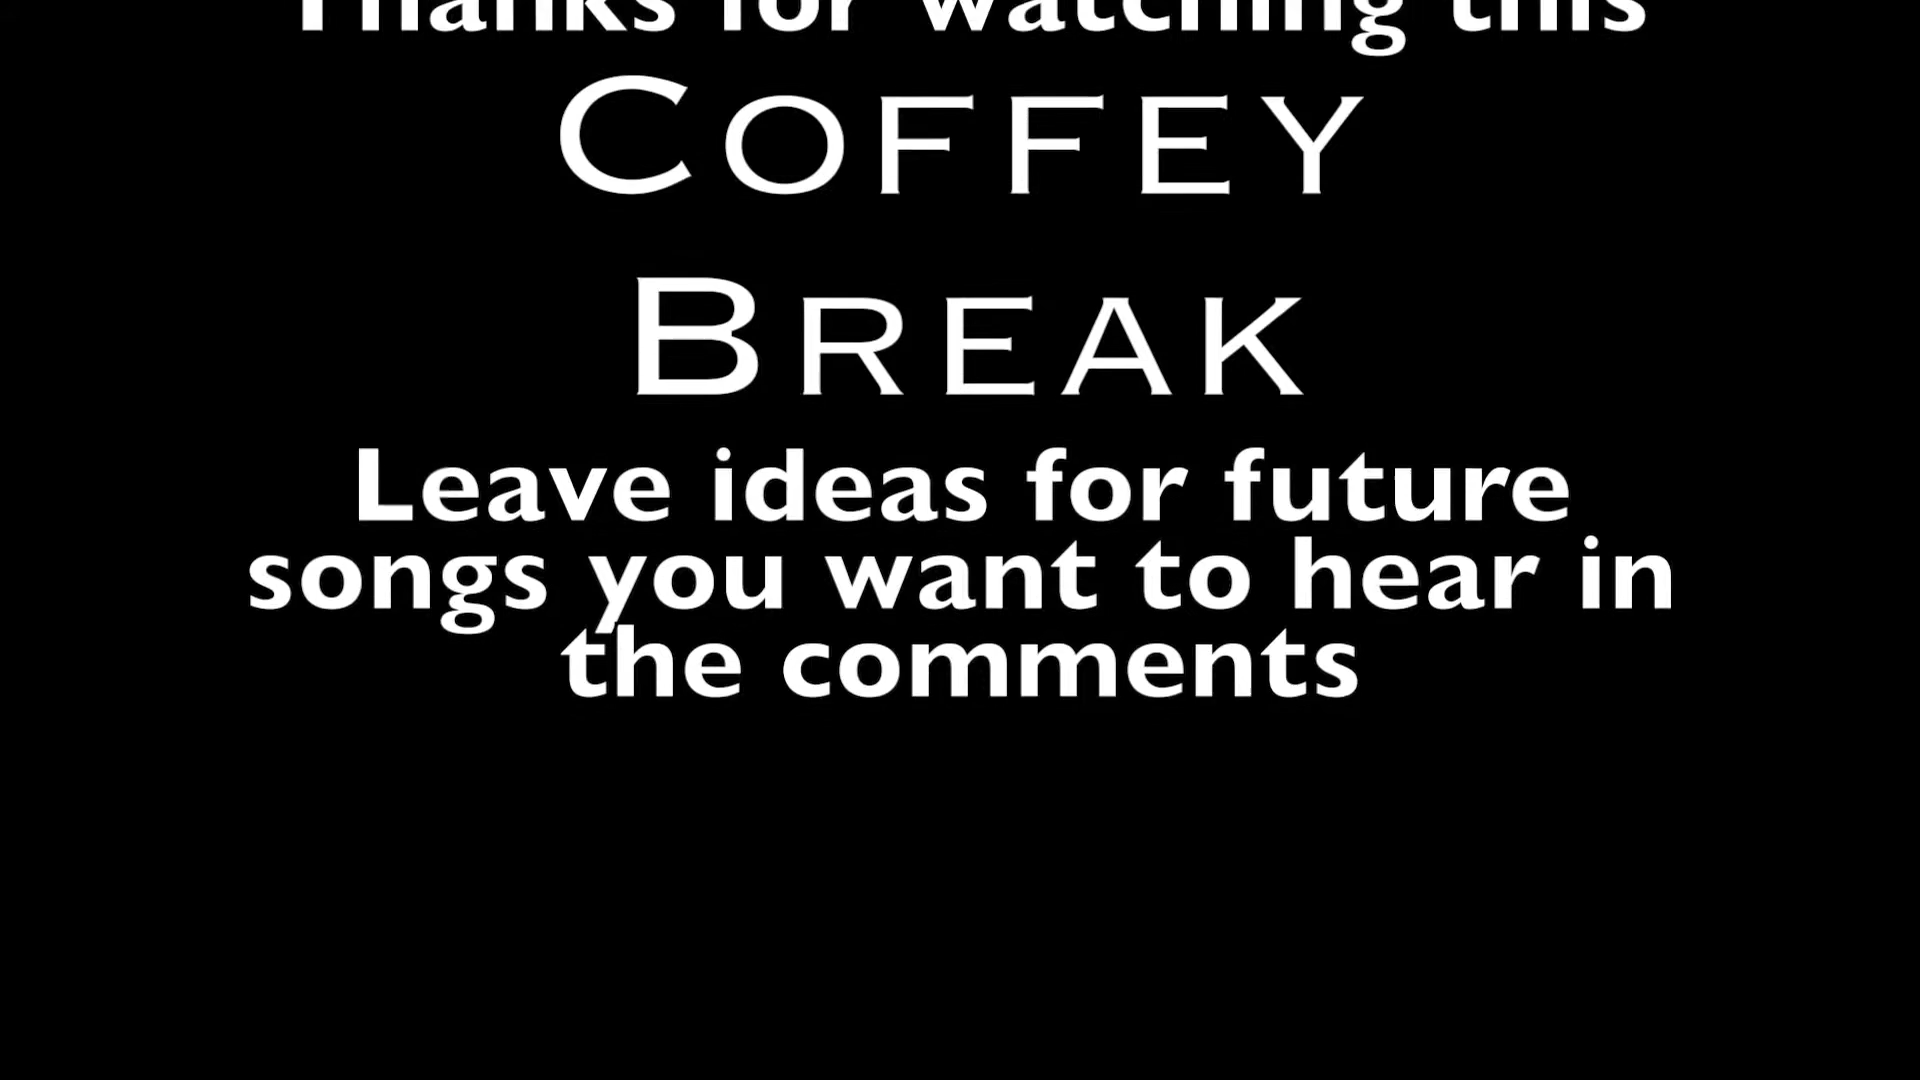 Thanks for watching this
COFFEY
BREAK
Leave ideas for future
songs you want to hear in
the comments